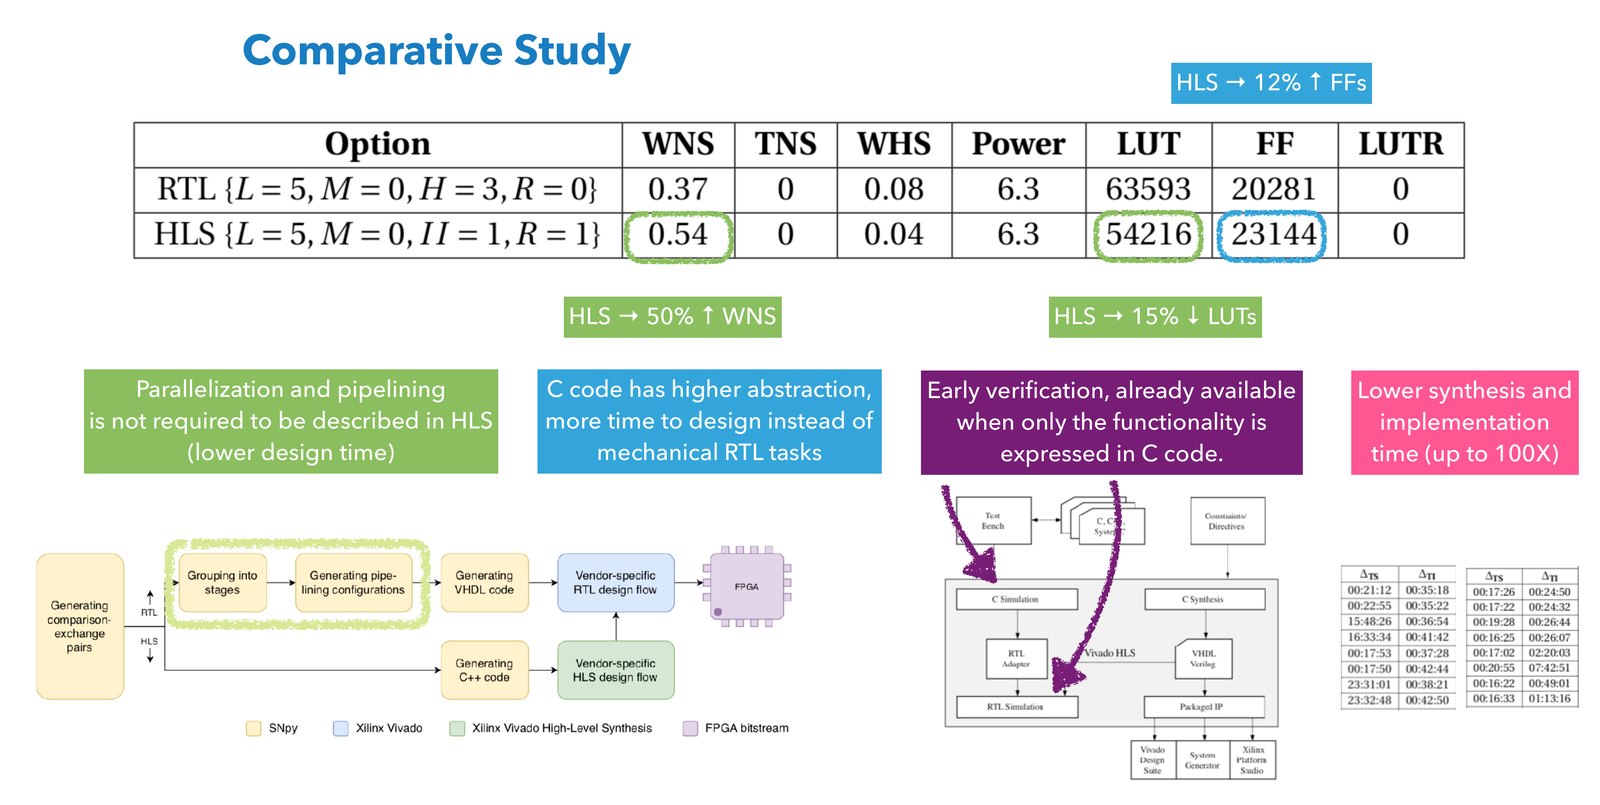 Comparative Study
HLS → 12% ↑ FFs
Option WNS TNS WHS Power LUT FF LUTR
RTL {L = 5, M = 0, H = 3, R = 0} 0.37 0 0.08 6.3 63593 20281 0
HLS {L = 5, M = 0, II = 1, R = 1} 0.54 0 0.04 6.3 54216 23144 0
HLS → 50% ↑ WNS
HLS → 15% ↓ LUTs
Parallelization and pipelining
is not required to be described in HLS
(lower design time)
C code has higher abstraction,
more time to design instead of
mechanical RTL tasks
Early verification, already available
when only the functionality is
expressed in C code.
Lower synthesis and
implementation
time (up to 100X)
Generating
comparison-
exchange
pairs
RTL
HLS
Grouping into
stages
Generating pipe-
lining configurations
Generating
VHDL code
Vendor-specific
RTL design flow
FPGA
Generating
C++ code
Vendor-specific
HLS design flow
SNpy
Xilinx Vivado
Xilinx Vivado High-Level Synthesis
FPGA bitstream
Test
Bench
Constraints/
Directives
C Simulation
C Synthesis
RTL
Adapter
Vivado HLS
VHDL
Verilog
RTL Simulation
Packaged IP
Vivado
Design
Suite
System
Generator
Xilinx
Platform
Studio
ΔTS ΔTI
00:21:12 00:35:18
00:22:55 00:35:22
15:48:26 00:36:54
16:33:34 00:41:42
00:17:53 00:37:28
00:17:50 00:42:44
23:31:01 00:38:21
23:32:48 00:42:50
ΔTS ΔTI
00:17:26 00:24:50
00:17:22 00:24:32
00:19:28 00:26:44
00:16:25 00:26:07
00:17:02 02:20:03
00:20:55 07:42:51
00:16:22 00:49:01
00:16:33 01:13:16